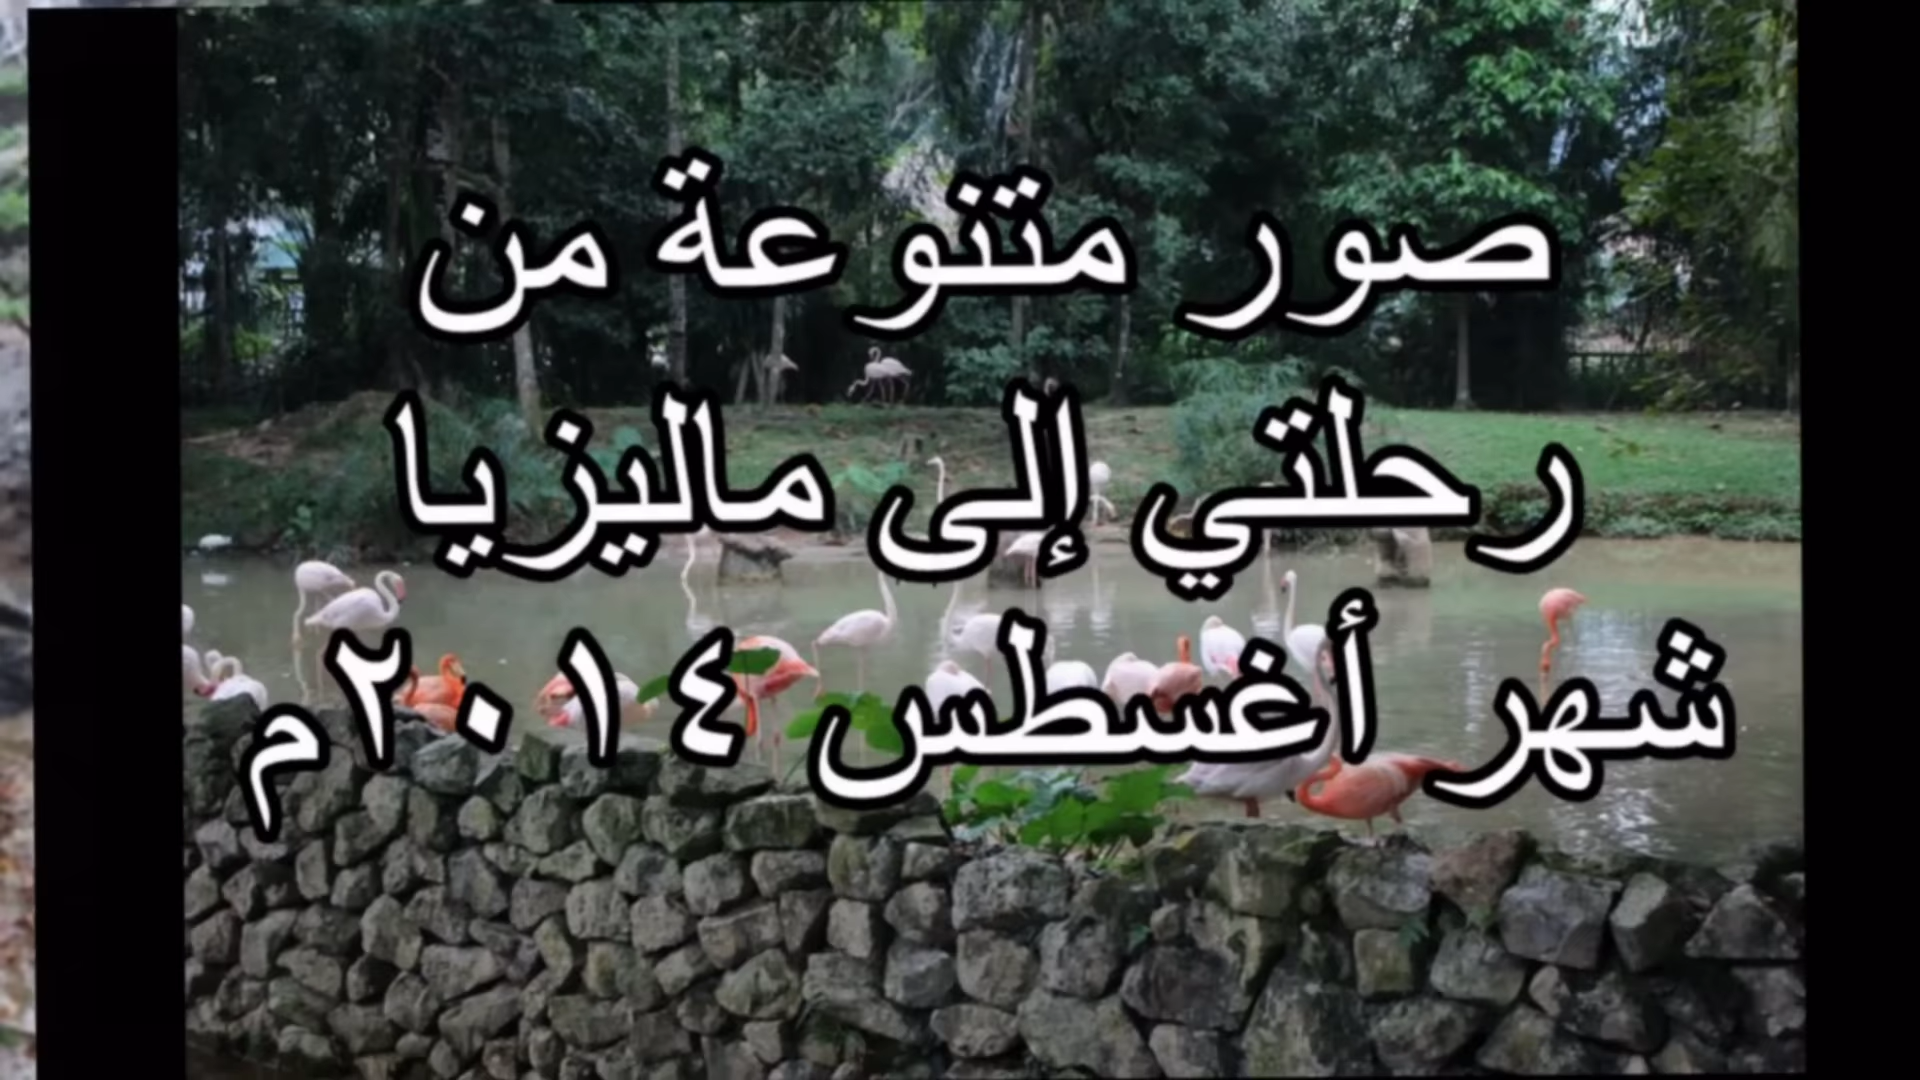 صور متنوعة من
رحلتي إلى ماليزيا
شهر أغسطس ٢٠١٤م